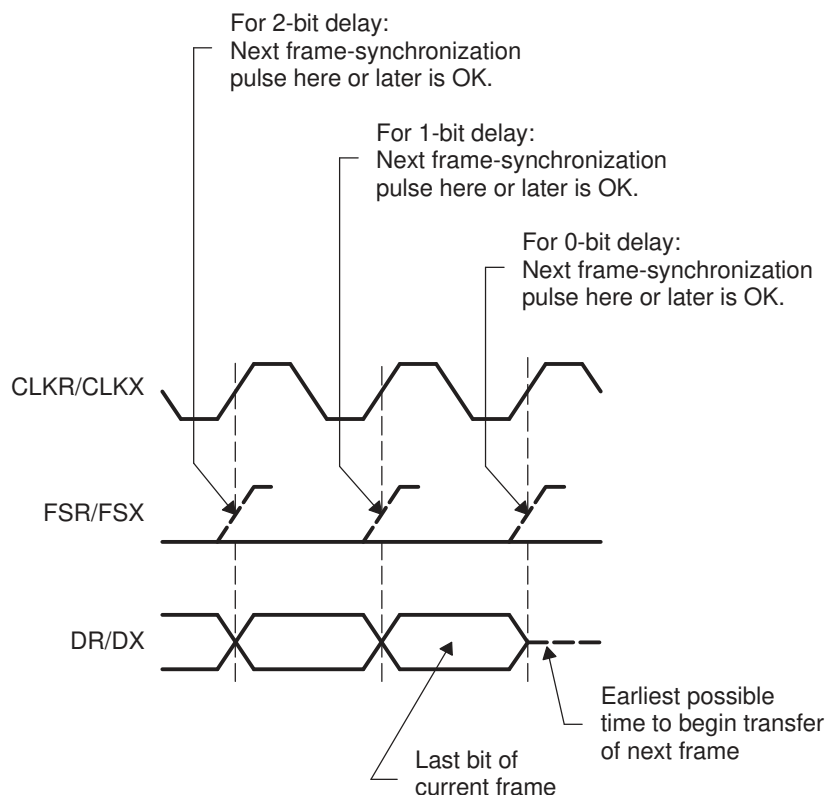 For 2-bit delay:
Next frame-synchronization
pulse here or later is OK.
For 1-bit delay:
Next frame-synchronization
pulse here or later is OK.
For 0-bit delay:
Next frame-synchronization
pulse here or later is OK.
CLKR/CLKX
FSR/FSX
DR/DX
Earliest possible
time to begin transfer
of next frame
Last bit of
current frame